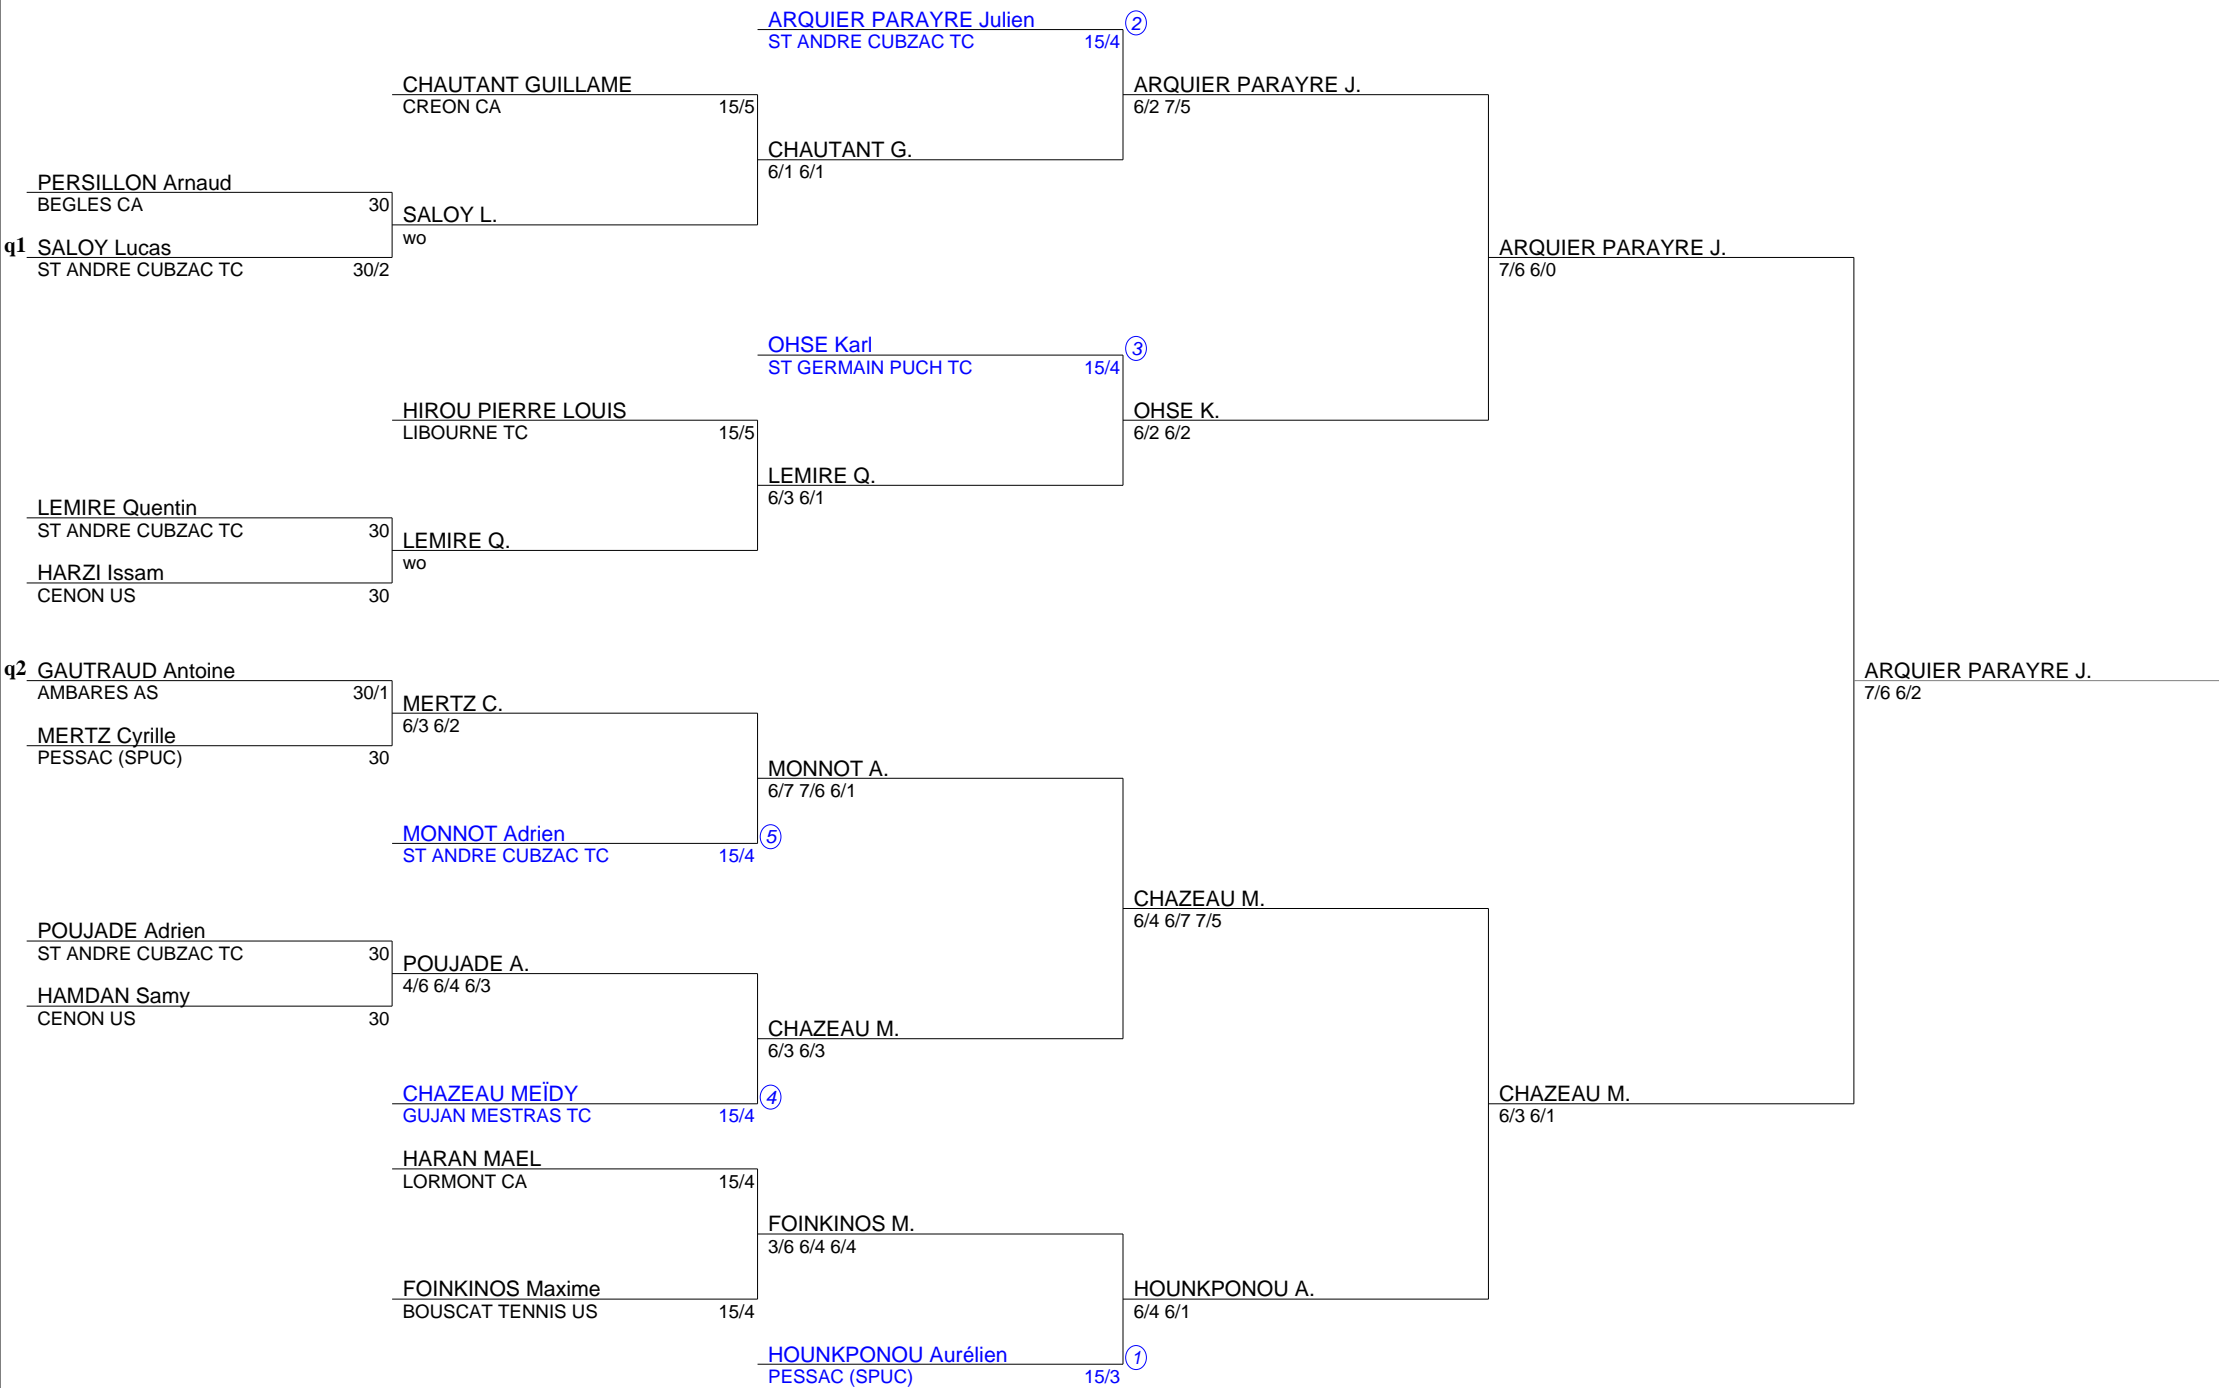 ARQUIER PARAYRE Julien 2
ST ANDRE CUBZAC TC 15/4
CHAUTANT GUILLAME
CREON CA 15/5
ARQUIER PARAYRE J.
6/2 7/5
CHAUTANT G.
6/1 6/1
PERSILLON Arnaud
BEGLES CA 30
SALOY L.
wo
q1 SALOY Lucas
ST ANDRE CUBZAC TC 30/2
ARQUIER PARAYRE J.
7/6 6/0
OHSE Karl 3
ST GERMAIN PUCH TC 15/4
HIROU PIERRE LOUIS
LIBOURNE TC 15/5
OHSE K.
6/2 6/2
LEMIRE Q.
6/3 6/1
LEMIRE Quentin
ST ANDRE CUBZAC TC 30
LEMIRE Q.
wo
HARZI Issam
CENON US 30
q2 GAUTRAUD Antoine
AMBARES AS 30/1
ARQUIER PARAYRE J.
7/6 6/2
MERTZ C.
6/3 6/2
MERTZ Cyrille
PESSAC (SPUC) 30
MONNOT A.
6/7 7/6 6/1
MONNOT Adrien 5
ST ANDRE CUBZAC TC 15/4
CHAZEAU M.
6/4 6/7 7/5
POUJADE Adrien
ST ANDRE CUBZAC TC 30
POUJADE A.
4/6 6/4 6/3
HAMDAN Samy
CENON US 30
CHAZEAU M.
6/3 6/3
CHAZEAU MEÏDY 4
GUJAN MESTRAS TC 15/4
CHAZEAU M.
6/3 6/1
HARAN MAEL
LORMONT CA 15/4
FOINKINOS M.
3/6 6/4 6/4
FOINKINOS Maxime
BOUSCAT TENNIS US 15/4
HOUNKPONOU A.
6/4 6/1
HOUNKPONOU Aurélien 1
PESSAC (SPUC) 15/3